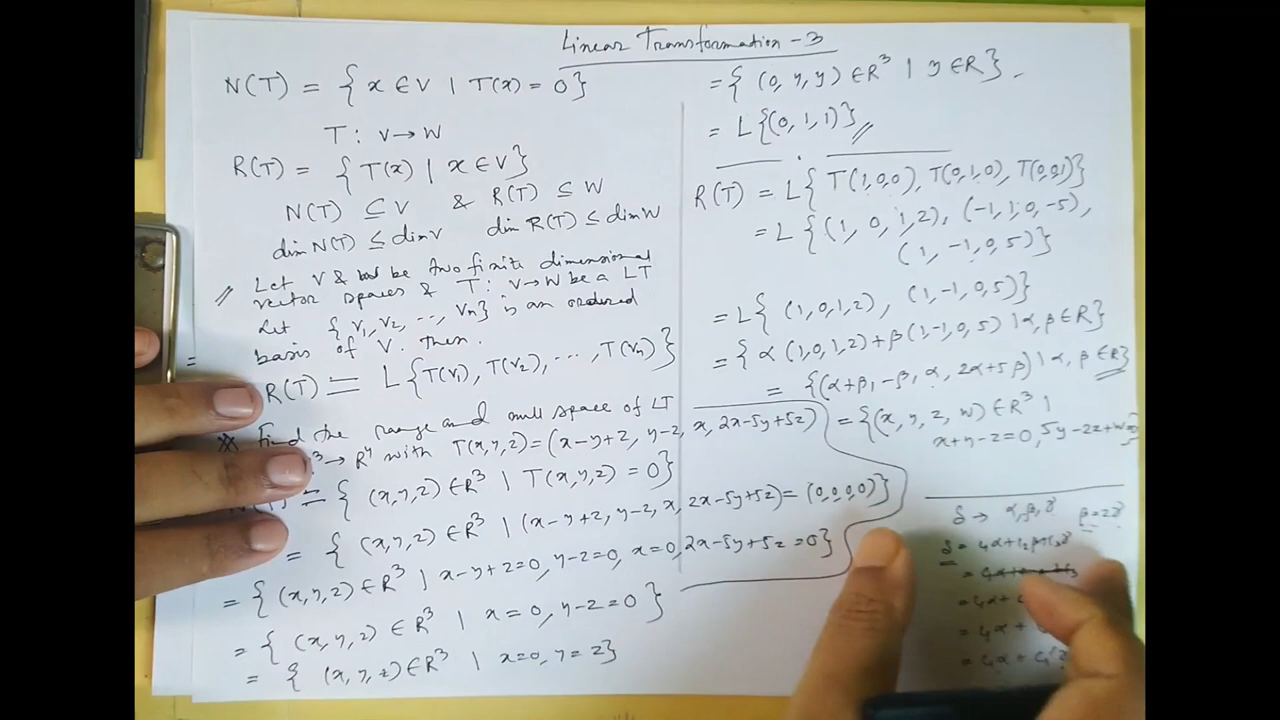 Linear Transformation - 3
N(T) = { x ∈ V | T(x) = 0 }
T : V → W
R(T) = { T(x) | x ∈ V }
N(T) ⊆ V & R(T) ⊆ W
dim N(T) ≤ dim V dim R(T) ≤ dim W
// Let V & W be two finite dimensional
vector spaces & T : V → W be a LT
Let { v1, v2, ..., vn } is an ordered
basis of V. then.
R(T) = L { T(v1), T(v2), ..., T(vn) }
Find the range and null space of LT
³ → R⁴ with T(x,y,z) = (x-y+z, y-z, x, 2x-5y+5z)
= { (x,y,z) ∈ R³ | T(x,y,z) = 0 }
= { (x,y,z) ∈ R³ | (x-y+z, y-z, x, 2x-5y+5z) = (0,0,0,0) }
= { (x,y,z) ∈ R³ | x-y+z=0, y-z=0, x=0, 2x-5y+5z=0 }
= { (x,y,z) ∈ R³ | x=0, y-z=0 }
= { (x,y,z) ∈ R³ | x=0, y=z }
= { (0,y,y) ∈ R³ | y ∈ R }
= L {(0,1,1)} //
R(T) = L { T(1,0,0), T(0,1,0), T(0,0,1) }
= L { (1,0,1,2), (-1,1,0,-5),
(1,-1,0,5) }
= L { (1,0,1,2), (1,-1,0,5) }
= { α(1,0,1,2) + β(1,-1,0,5) | α, β ∈ R }
= { (α+β, -β, α, 2α+5β) | α, β ∈ R }
= { (x,y,z,w) ∈ R³ |
x+y-z=0, 5y-2z+w=0
δ → α, β, γ β = 2γ